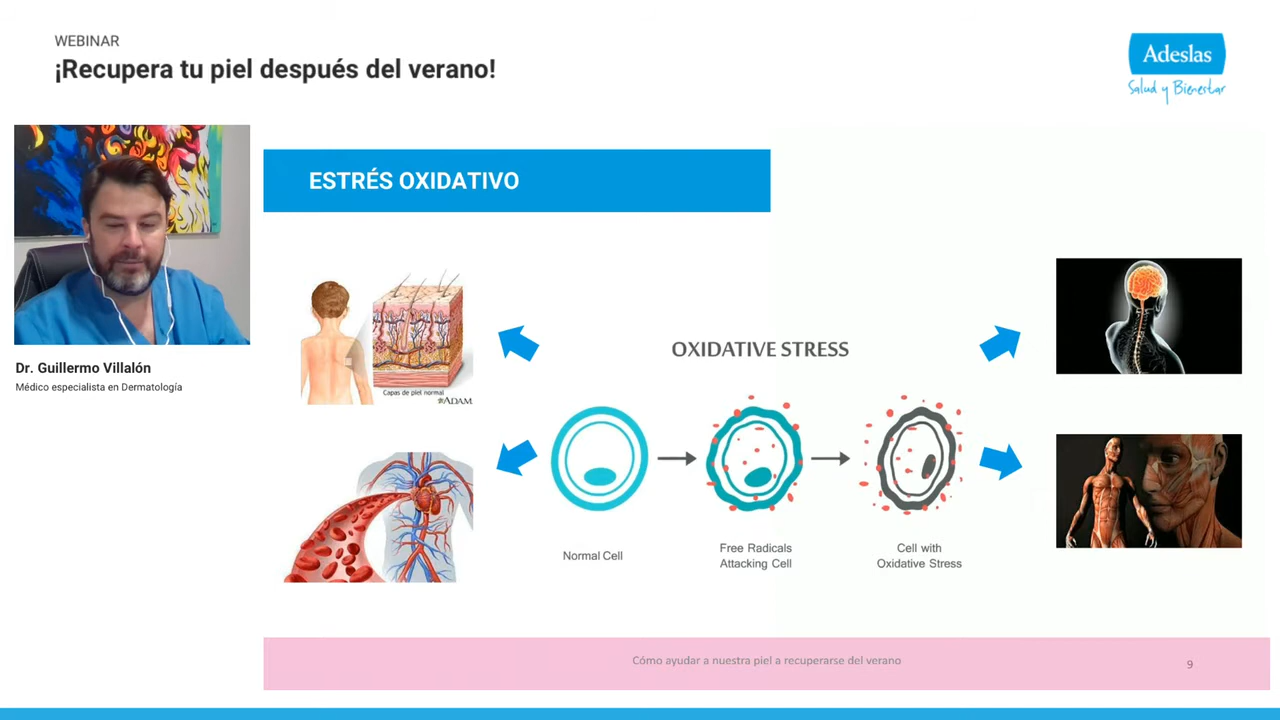 WEBINAR
¡Recupera tu piel después del verano!
Adeslas
Salud y Bienestar
ESTRÉS OXIDATIVO
Capas de piel normal
ADAM
Dr. Guillermo Villalón
Médico especialista en Dermatología
OXIDATIVE STRESS
Normal Cell
Free Radicals
Attacking Cell
Cell with
Oxidative Stress
Cómo ayudar a nuestra piel a recuperarse del verano
9